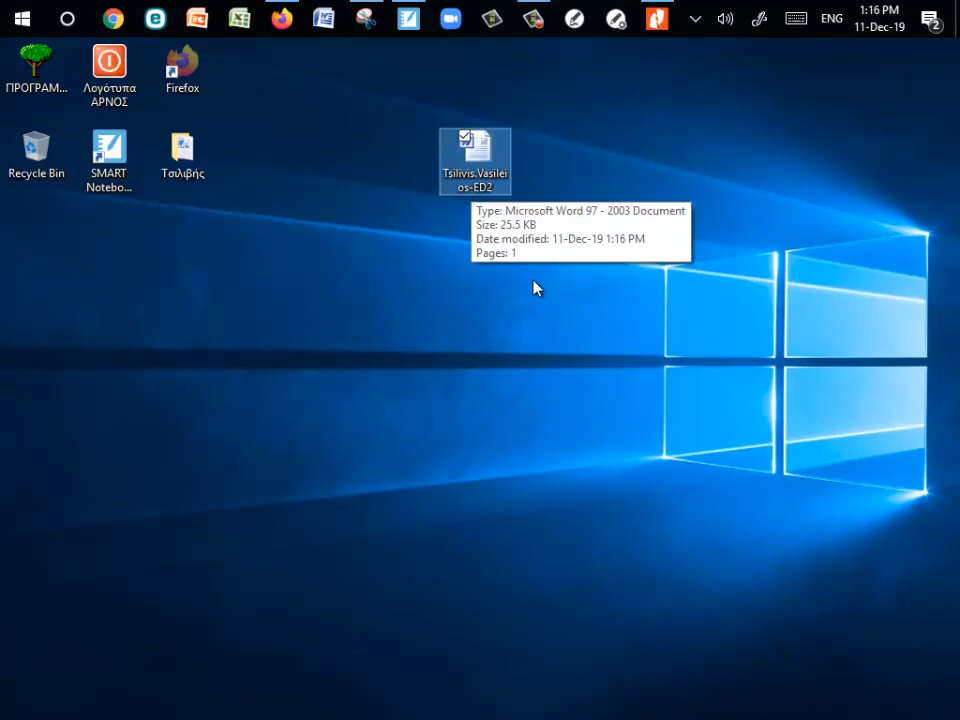 ENG
1:16 PM
11-Dec-19
2
ΠΡΟΓΡΑΜ...
Λογότυπα
ΑΡΝΟΣ
Firefox
Recycle Bin
SMART
Notebo...
Τσιλιβής
Tsilivis.Vasilei
os-ED2
Type: Microsoft Word 97 - 2003 Document
Size: 25.5 KB
Date modified: 11-Dec-19 1:16 PM
Pages: 1